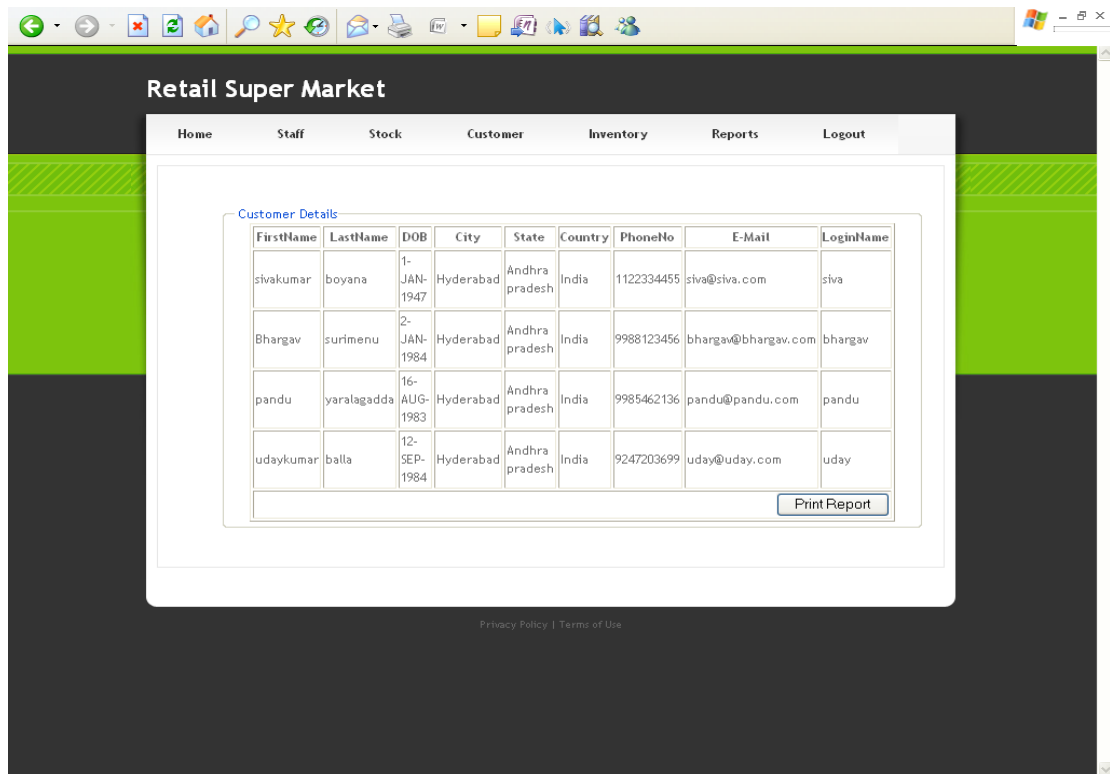 Retail Super Market
Home Staff Stock Customer Inventory Reports Logout
Customer Details
FirstName LastName DOB City State Country PhoneNo E-Mail LoginName
sivakumar boyana 1-JAN-1947 Hyderabad Andhra pradesh India 1122334455 siva@siva.com siva
Bhargav surimenu 2-JAN-1984 Hyderabad Andhra pradesh India 9988123456 bhargav@bhargav.com bhargav
pandu yaralagadda 16-AUG-1983 Hyderabad Andhra pradesh India 9985462136 pandu@pandu.com pandu
udaykumar balla 12-SEP-1984 Hyderabad Andhra pradesh India 9247203699 uday@uday.com uday
Print Report
Privacy Policy | Terms of Use